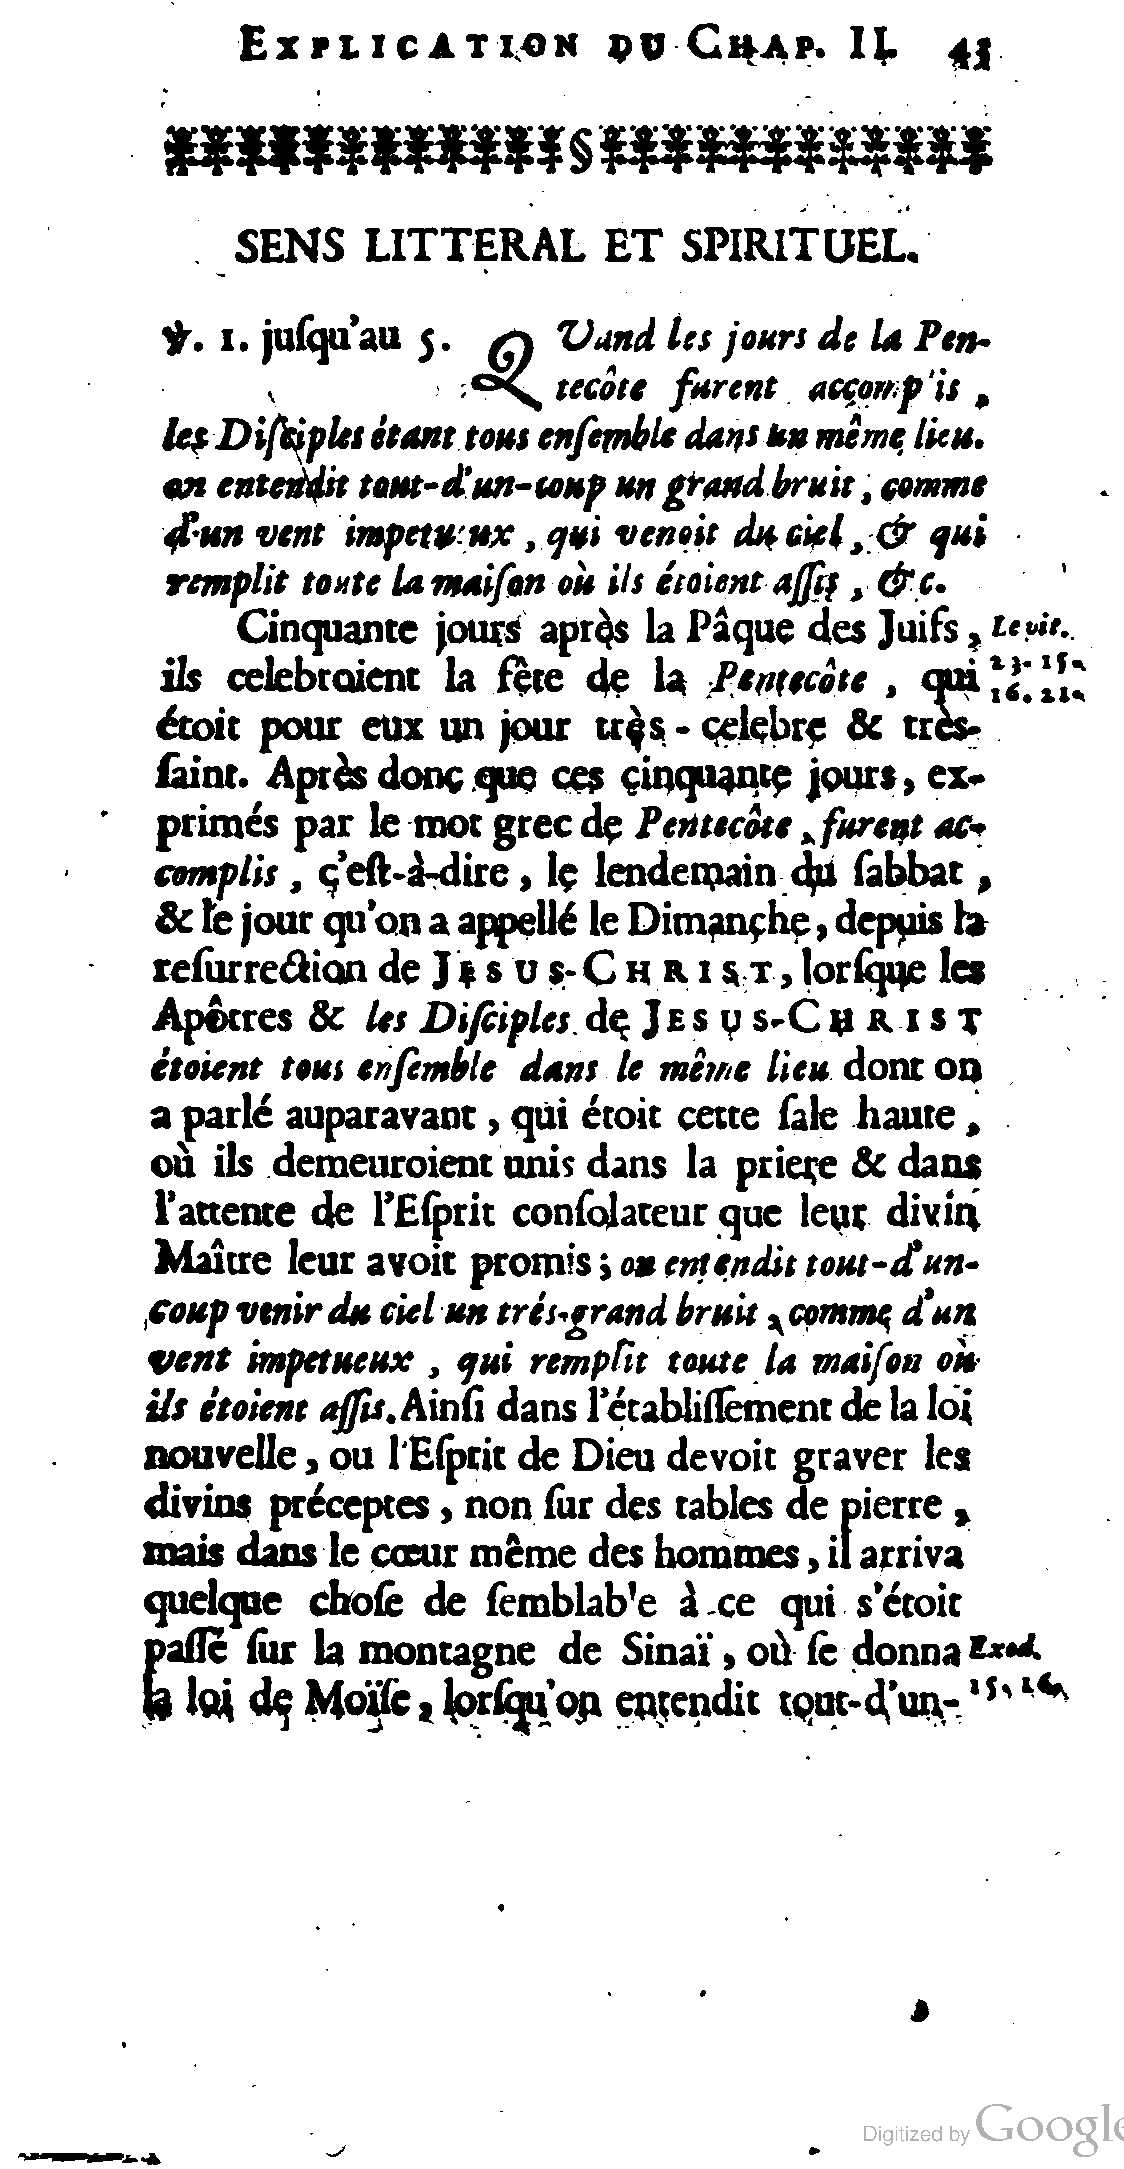 EXPLICATION DU CHAP. II. 43
SENS LITTERAL ET SPIRITUEL.
℣. 1. juſqu'au 5. QUand les jours de la Pen-
tecôte furent accomplis,
les Diſciples étant tous enſemble dans un même lieu.
on entendit tout-d'un-coup un grand bruit, comme
d'un vent impetueux, qui venoit du ciel, & qui
remplit toute la maiſon où ils étoient aſſis, &c.
Cinquante jours après la Pâque des Juifs, Levit.
ils celebroient la fête de la Pentecôte, qui 23. 15.
16. 21.
étoit pour eux un jour très-celebre & très-
ſaint. Après donc que ces cinquante jours, ex-
primés par le mot grec de Pentecôte, furent ac-
complis, c'eſt-à-dire, le lendemain du ſabbat,
& le jour qu'on a appellé le Dimanche, depuis la
reſurrection de JESUS-CHRIST, lorſque les
Apôtres & les Diſciples de JESUS-CHRIST
étoient tous enſemble dans le même lieu dont on
a parlé auparavant, qui étoit cette ſale haute,
où ils demeuroient unis dans la priere & dans
l'attente de l'Eſprit conſolateur que leur divin
Maître leur avoit promis; on entendit tout-d'un-
coup venir du ciel un trés-grand bruit, comme d'un
vent impetueux, qui remplit toute la maiſon où
ils étoient aſſis. Ainſi dans l'établiſſement de la loi
nouvelle, ou l'Eſprit de Dieu devoit graver les
divins préceptes, non ſur des tables de pierre,
mais dans le cœur même des hommes, il arriva
quelque choſe de ſemblable à ce qui s'étoit
paſſé ſur la montagne de Sinaï, où ſe donna Exod.
la loi de Moïſe, lorſqu'on entendit tout-d'un- 15. 16.
Digitized by Google